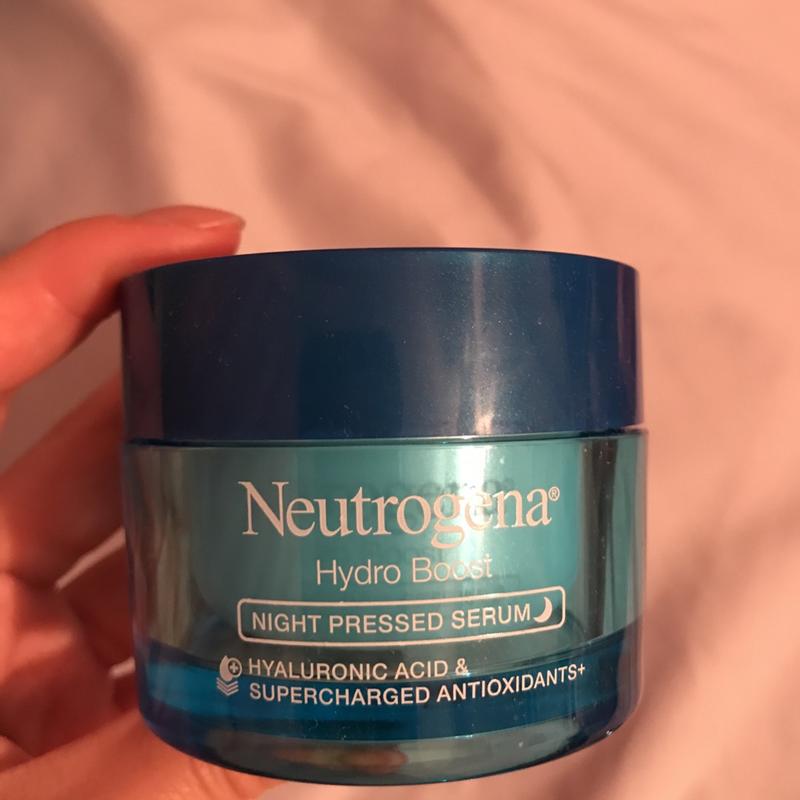 Neutrogena®
Hydro Boost
NIGHT PRESSED SERUM
HYALURONIC ACID &
SUPERCHARGED ANTIOXIDANTS+